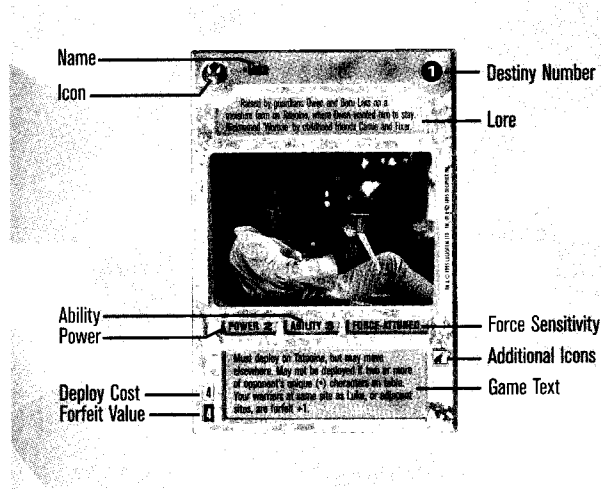 Name
Icon
1
Destiny Number
Raised by guardians Owen and Beru Lars on a
moisture farm on Tatooine, where Owen wanted him to stay.
Nicknamed 'Wormie' by childhood friends Camie and Fixer.
Lore
Ability
Power
POWER 3 ABILITY FORCE-ATTUNED
Force Sensitivity
Additional Icons
Must deploy on Tatooine, but may move
elsewhere. May not be deployed if two or more
of opponent's unique (•) characters on table.
Your warriors at same site as Luke, or adjacent
sites, are forfeit +1.
Game Text
Deploy Cost
4
Forfeit Value